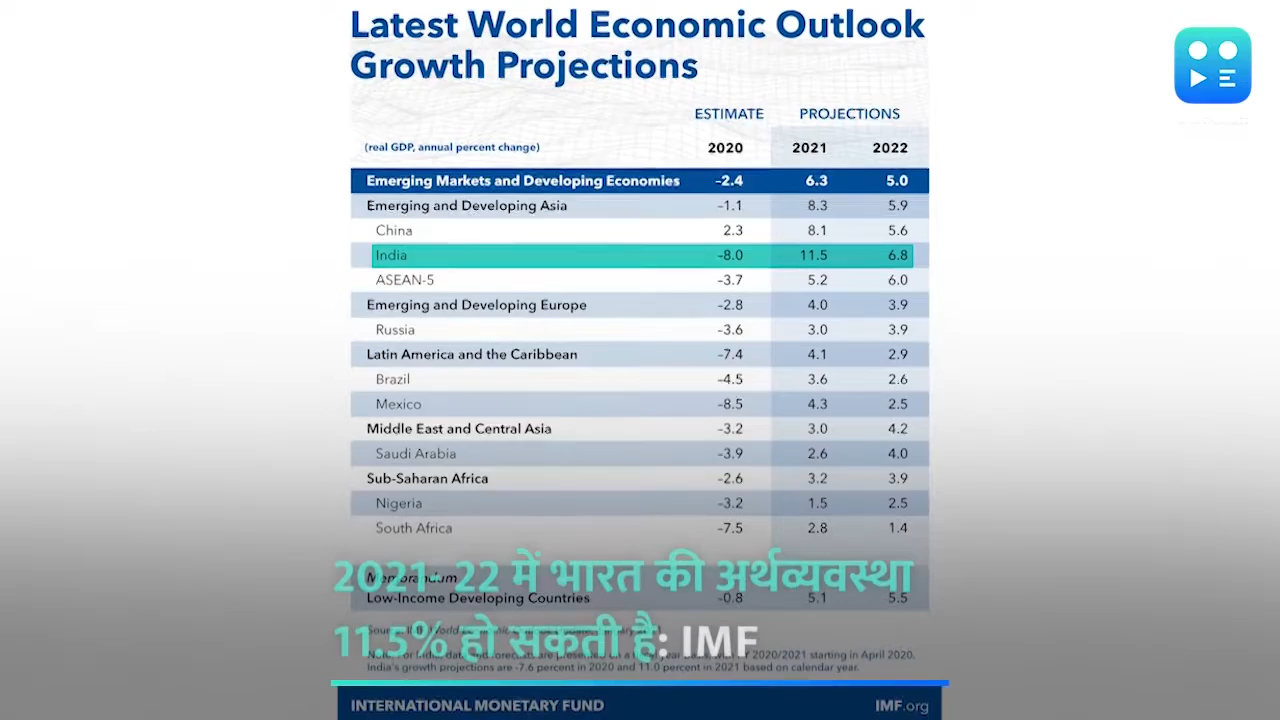 Latest World Economic Outlook
Growth Projections
ESTIMATE PROJECTIONS
(real GDP, annual percent change) 2020 2021 2022
Emerging Markets and Developing Economies –2.4 6.3 5.0
Emerging and Developing Asia –1.1 8.3 5.9
China 2.3 8.1 5.6
India –8.0 11.5 6.8
ASEAN-5 –3.7 5.2 6.0
Emerging and Developing Europe –2.8 4.0 3.9
Russia –3.6 3.0 3.9
Latin America and the Caribbean –7.4 4.1 2.9
Brazil –4.5 3.6 2.6
Mexico –8.5 4.3 2.5
Middle East and Central Asia –3.2 3.0 4.2
Saudi Arabia –3.9 2.6 4.0
Sub-Saharan Africa –2.6 3.2 3.9
Nigeria –3.2 1.5 2.5
South Africa –7.5 2.8 1.4
Memorandum
Low-Income Developing Countries –0.8 5.1 5.5
2021-22 में भारत की अर्थव्यवस्था
11.5% हो सकती है: IMF
2020/2021 starting in April 2020.
India's growth projections are -7.6 percent in 2020 and 11.0 percent in 2021 based on calendar year.
INTERNATIONAL MONETARY FUND IMF.org